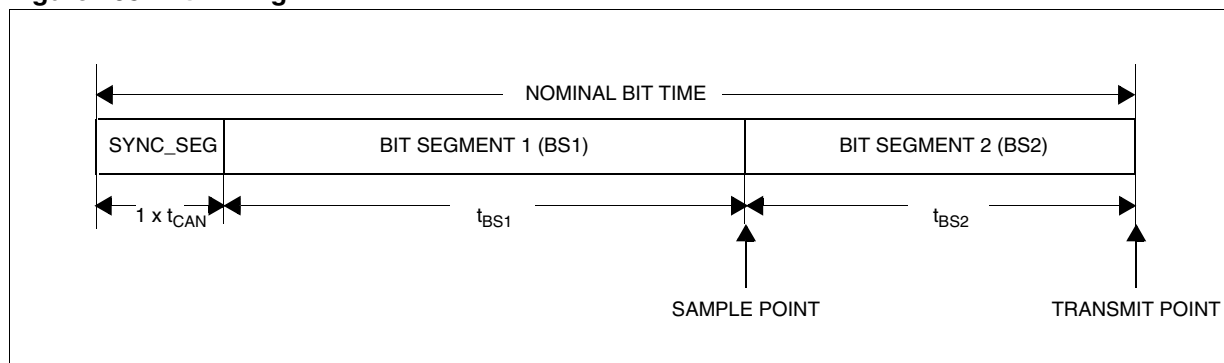 NOMINAL BIT TIME
SYNC_SEG BIT SEGMENT 1 (BS1) BIT SEGMENT 2 (BS2)
1 x tCAN tBS1 tBS2
SAMPLE POINT TRANSMIT POINT